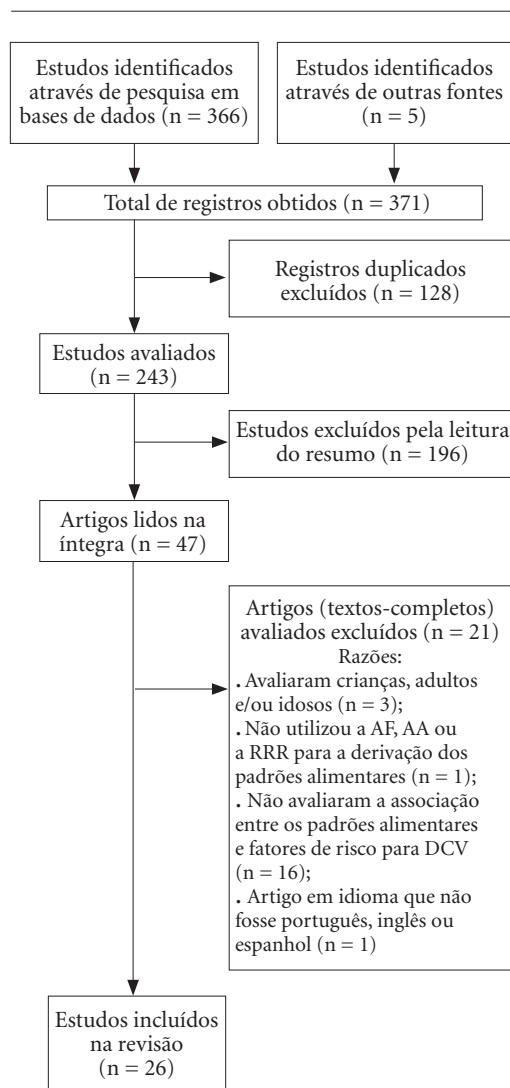 Estudos identificados
através de pesquisa em
bases de dados (n = 366)
Estudos identificados
através de outras fontes
(n = 5)
Total de registros obtidos (n = 371)
Registros duplicados
excluídos (n = 128)
Estudos avaliados
(n = 243)
Estudos excluídos pela leitura
do resumo (n = 196)
Artigos lidos na
íntegra (n = 47)
Artigos (textos-completos)
avaliados excluídos (n = 21)
Razões:
. Avaliaram crianças, adultos
e/ou idosos (n = 3);
. Não utilizou a AF, AA ou
a RRR para a derivação dos
padrões alimentares (n = 1);
. Não avaliaram a associação
entre os padrões alimentares
e fatores de risco para DCV
(n = 16);
. Artigo em idioma que não
fosse português, inglês ou
espanhol (n = 1)
Estudos incluídos
na revisão
(n = 26)